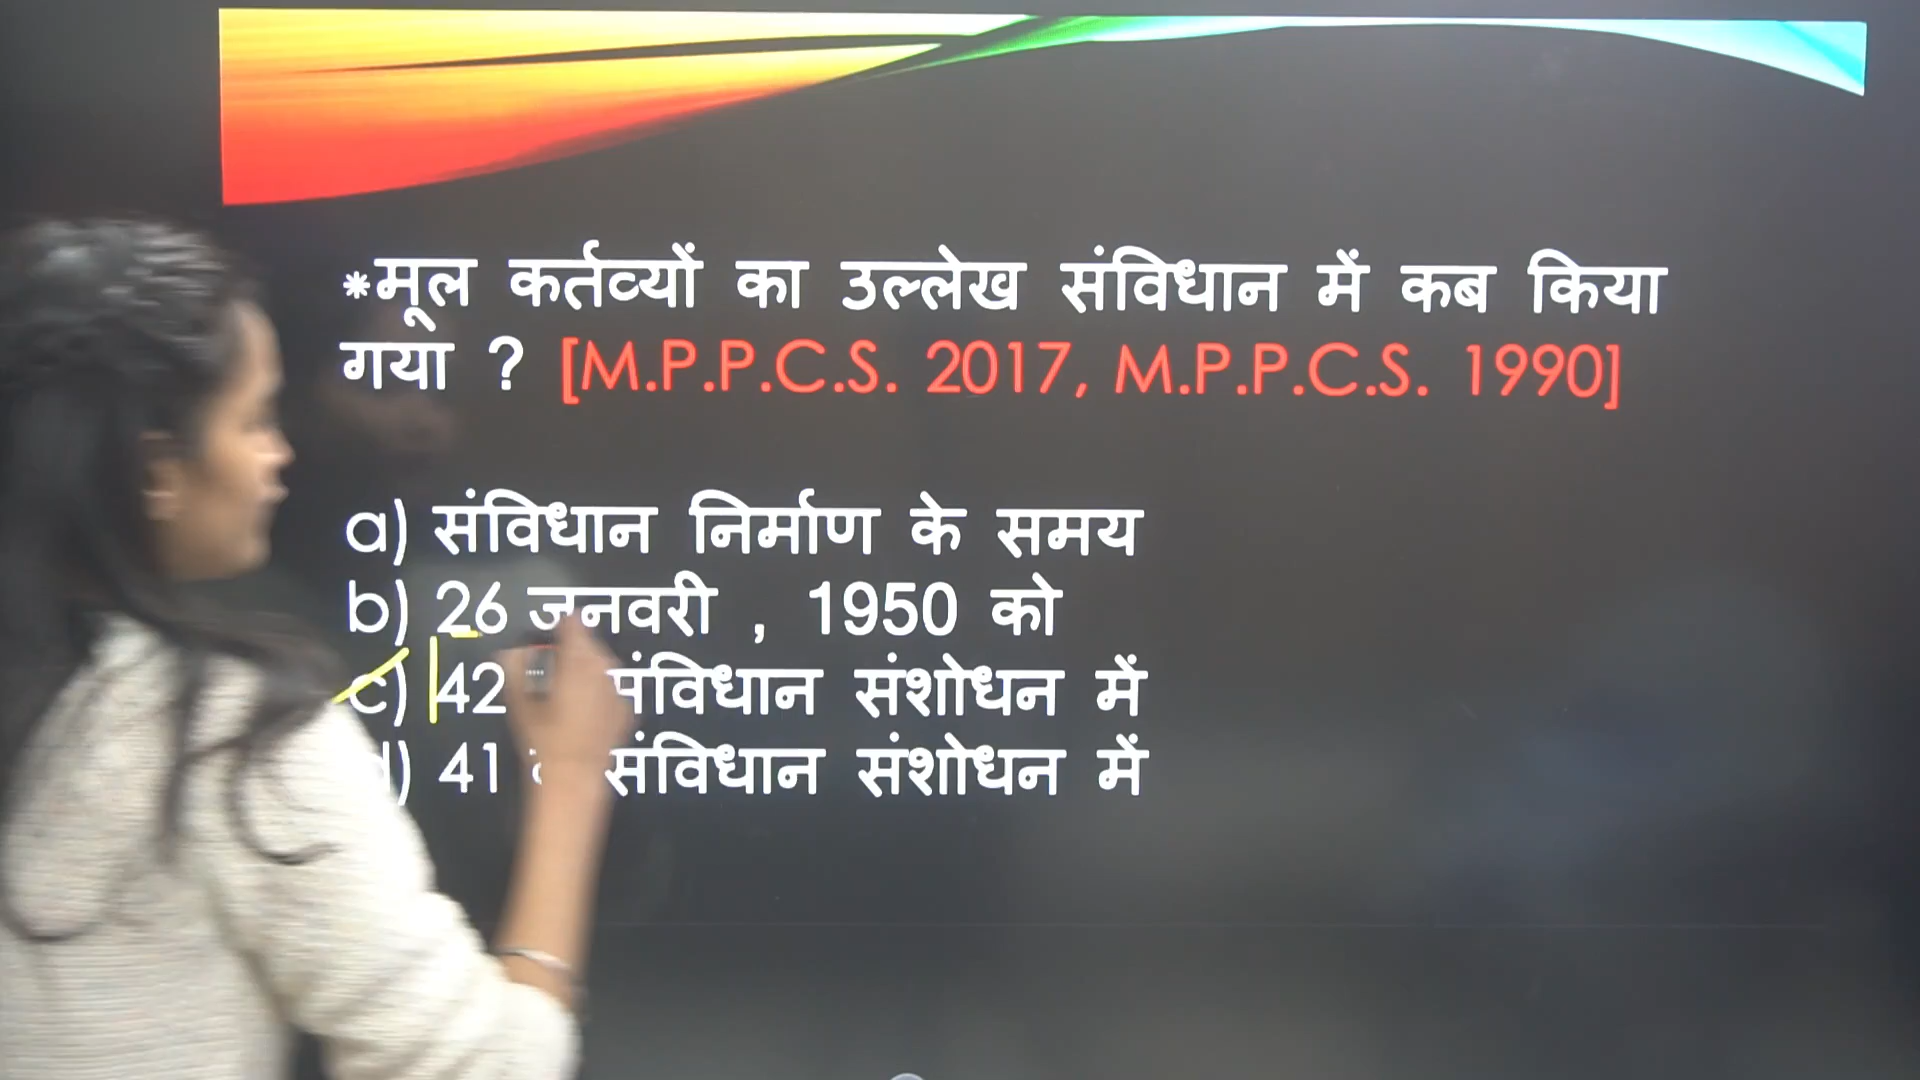 *मूल कर्तव्यों का उल्लेख संविधान में कब किया
गया ? [M.P.P.C.S. 2017, M.P.P.C.S. 1990]
a) संविधान निर्माण के समय
b) 26 जनवरी , 1950 को
c) 42 संविधान संशोधन में
d) 41 संविधान संशोधन में